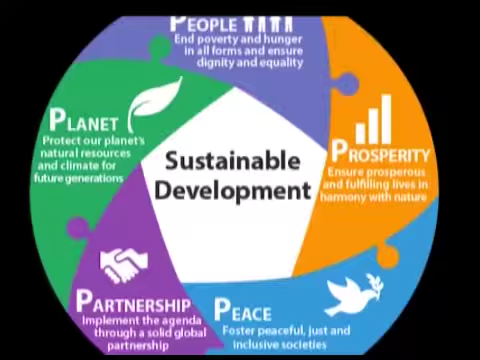 PEOPLE
End poverty and hunger
in all forms and ensure
dignity and equality
PLANET
Protect our planet's
natural resources
and climate for
future generations
Sustainable
Development
PROSPERITY
Ensure prosperous
and fulfilling lives in
harmony with nature
PARTNERSHIP
Implement the agenda
through a solid global
partnership
PEACE
Foster peaceful, just and
inclusive societies